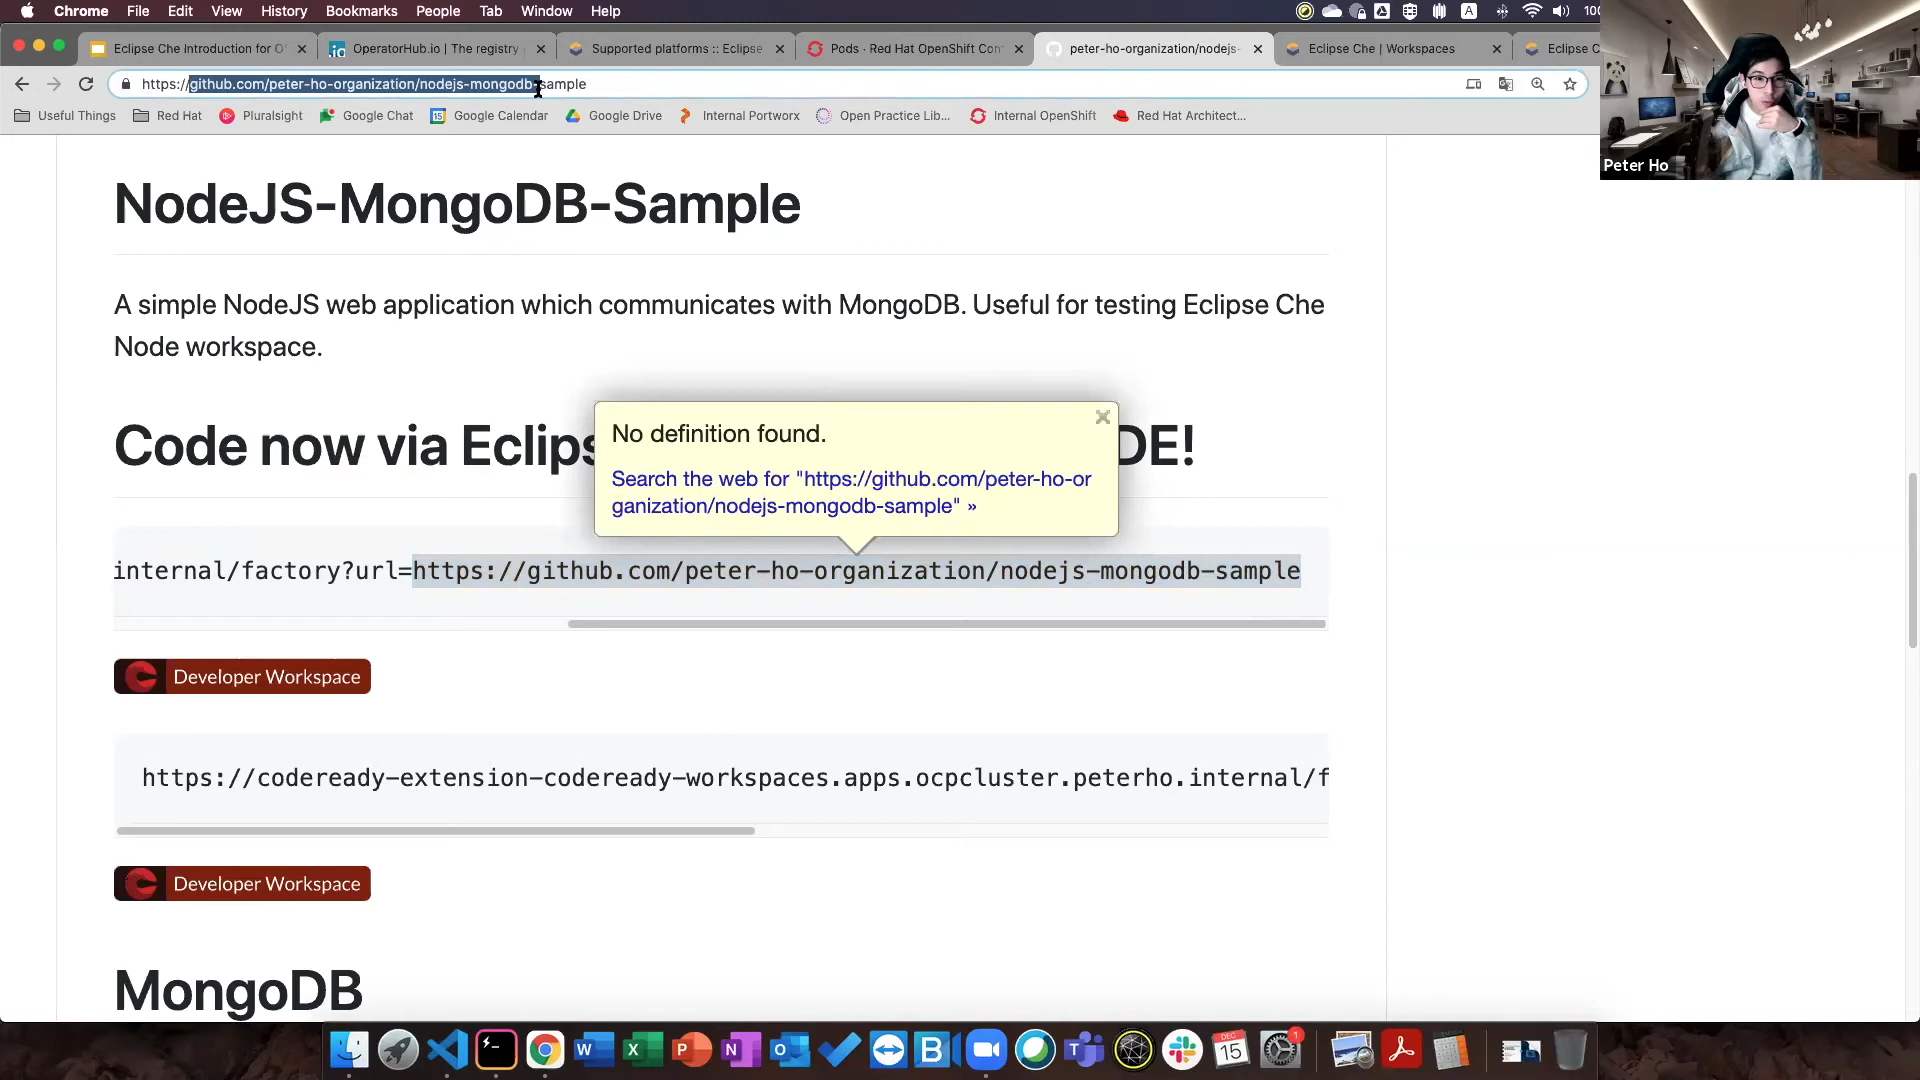 Chrome File Edit View History Bookmarks People Tab Window Help
Eclipse Che Introduction for O
OperatorHub.io | The registry
Supported platforms :: Eclipse
Pods · Red Hat OpenShift Con
peter-ho-organization/nodejs-
Eclipse Che | Workspaces
Eclipse C
https://github.com/peter-ho-organization/nodejs-mongodb-sample
Useful Things Red Hat Pluralsight Google Chat Google Calendar Google Drive Internal Portworx Open Practice Lib... Internal OpenShift Red Hat Architect...
Peter Ho
NodeJS-MongoDB-Sample
A simple NodeJS web application which communicates with MongoDB. Useful for testing Eclipse Che
Node workspace.
Code now via Eclips
DE!
No definition found.
Search the web for "https://github.com/peter-ho-or
ganization/nodejs-mongodb-sample" »
internal/factory?url=https://github.com/peter-ho-organization/nodejs-mongodb-sample
Developer Workspace
https://codeready-extension-codeready-workspaces.apps.ocpcluster.peterho.internal/f
Developer Workspace
MongoDB
DEC
15
1